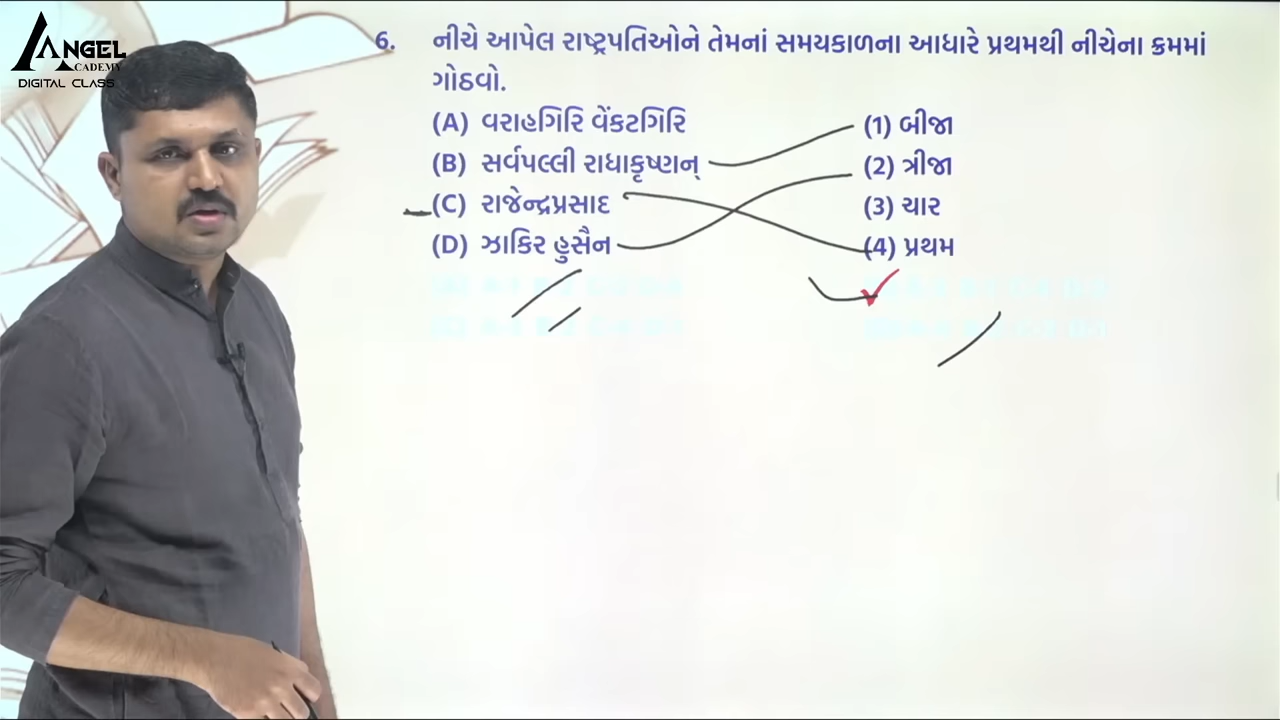 ANGEL
ACADEMY
DIGITAL CLASS
6. નીચે આપેલ રાષ્ટ્રપતિઓને તેમનાં સમયકાળના આધારે પ્રથમથી નીચેના ક્રમમાં
ગોઠવો.
(A) વરાહગિરિ વેંકટગિરિ (1) બીજા
(B) સર્વપલ્લી રાધાકૃષ્ણન્ (2) ત્રીજા
(C) રાજેન્દ્રપ્રસાદ (3) ચાર
(D) ઝાકિર હુસૈન (4) પ્રથમ